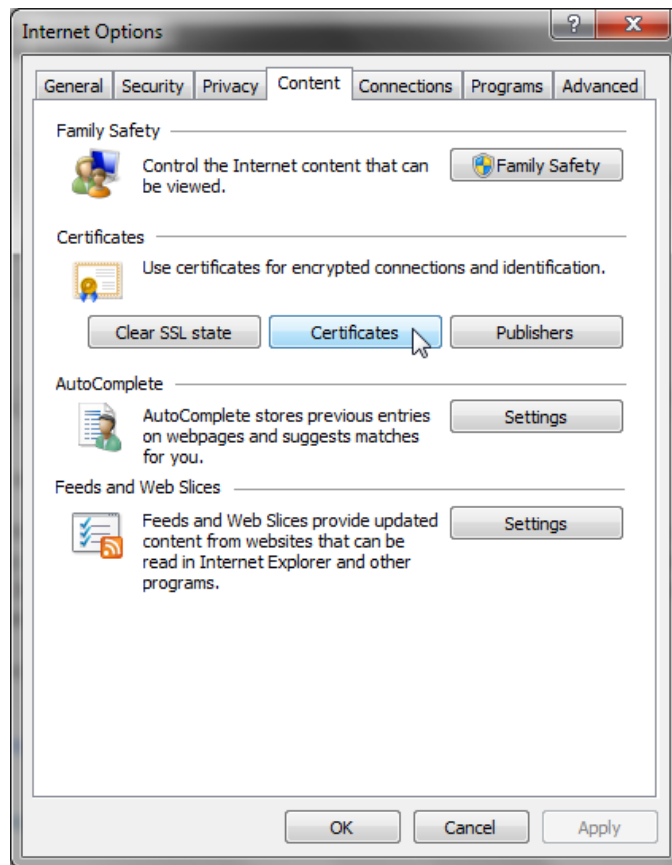 Internet Options
?
X
General Security Privacy Content Connections Programs Advanced
Family Safety
Control the Internet content that can
be viewed.
Family Safety
Certificates
Use certificates for encrypted connections and identification.
Clear SSL state Certificates Publishers
AutoComplete
AutoComplete stores previous entries
on webpages and suggests matches
for you.
Settings
Feeds and Web Slices
Feeds and Web Slices provide updated
content from websites that can be
read in Internet Explorer and other
programs.
Settings
OK Cancel Apply